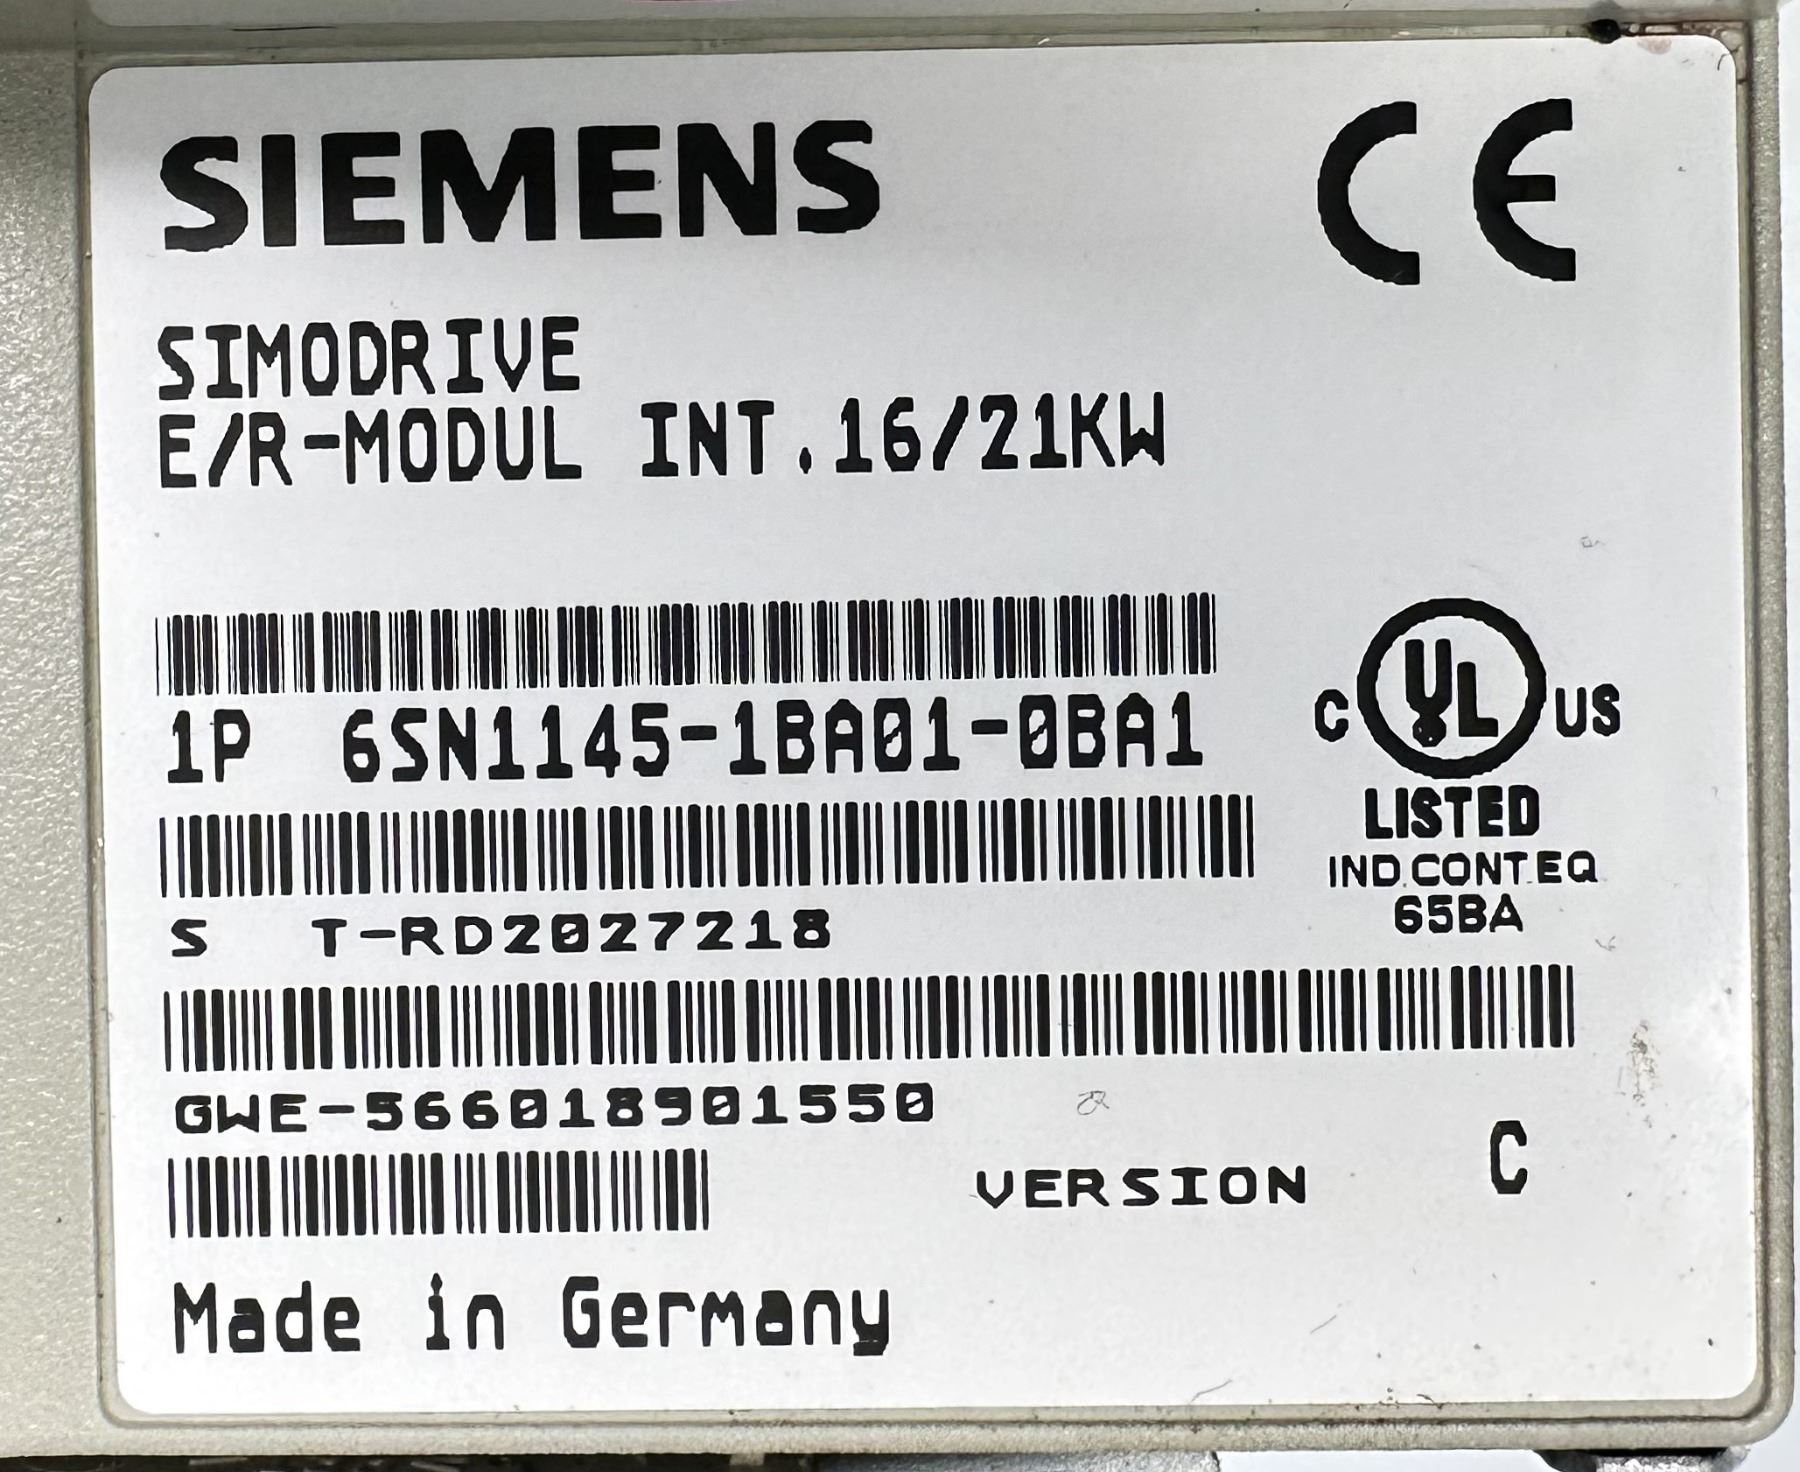 SIEMENS
CE
SIMODRIVE
E/R-MODUL INT.16/21KW
1P 6SN1145-1BA01-0BA1
C UL US
LISTED
IND.CONT.EQ
65BA
S T-RD2027218
GWE-566018901550
VERSION C
Made in Germany